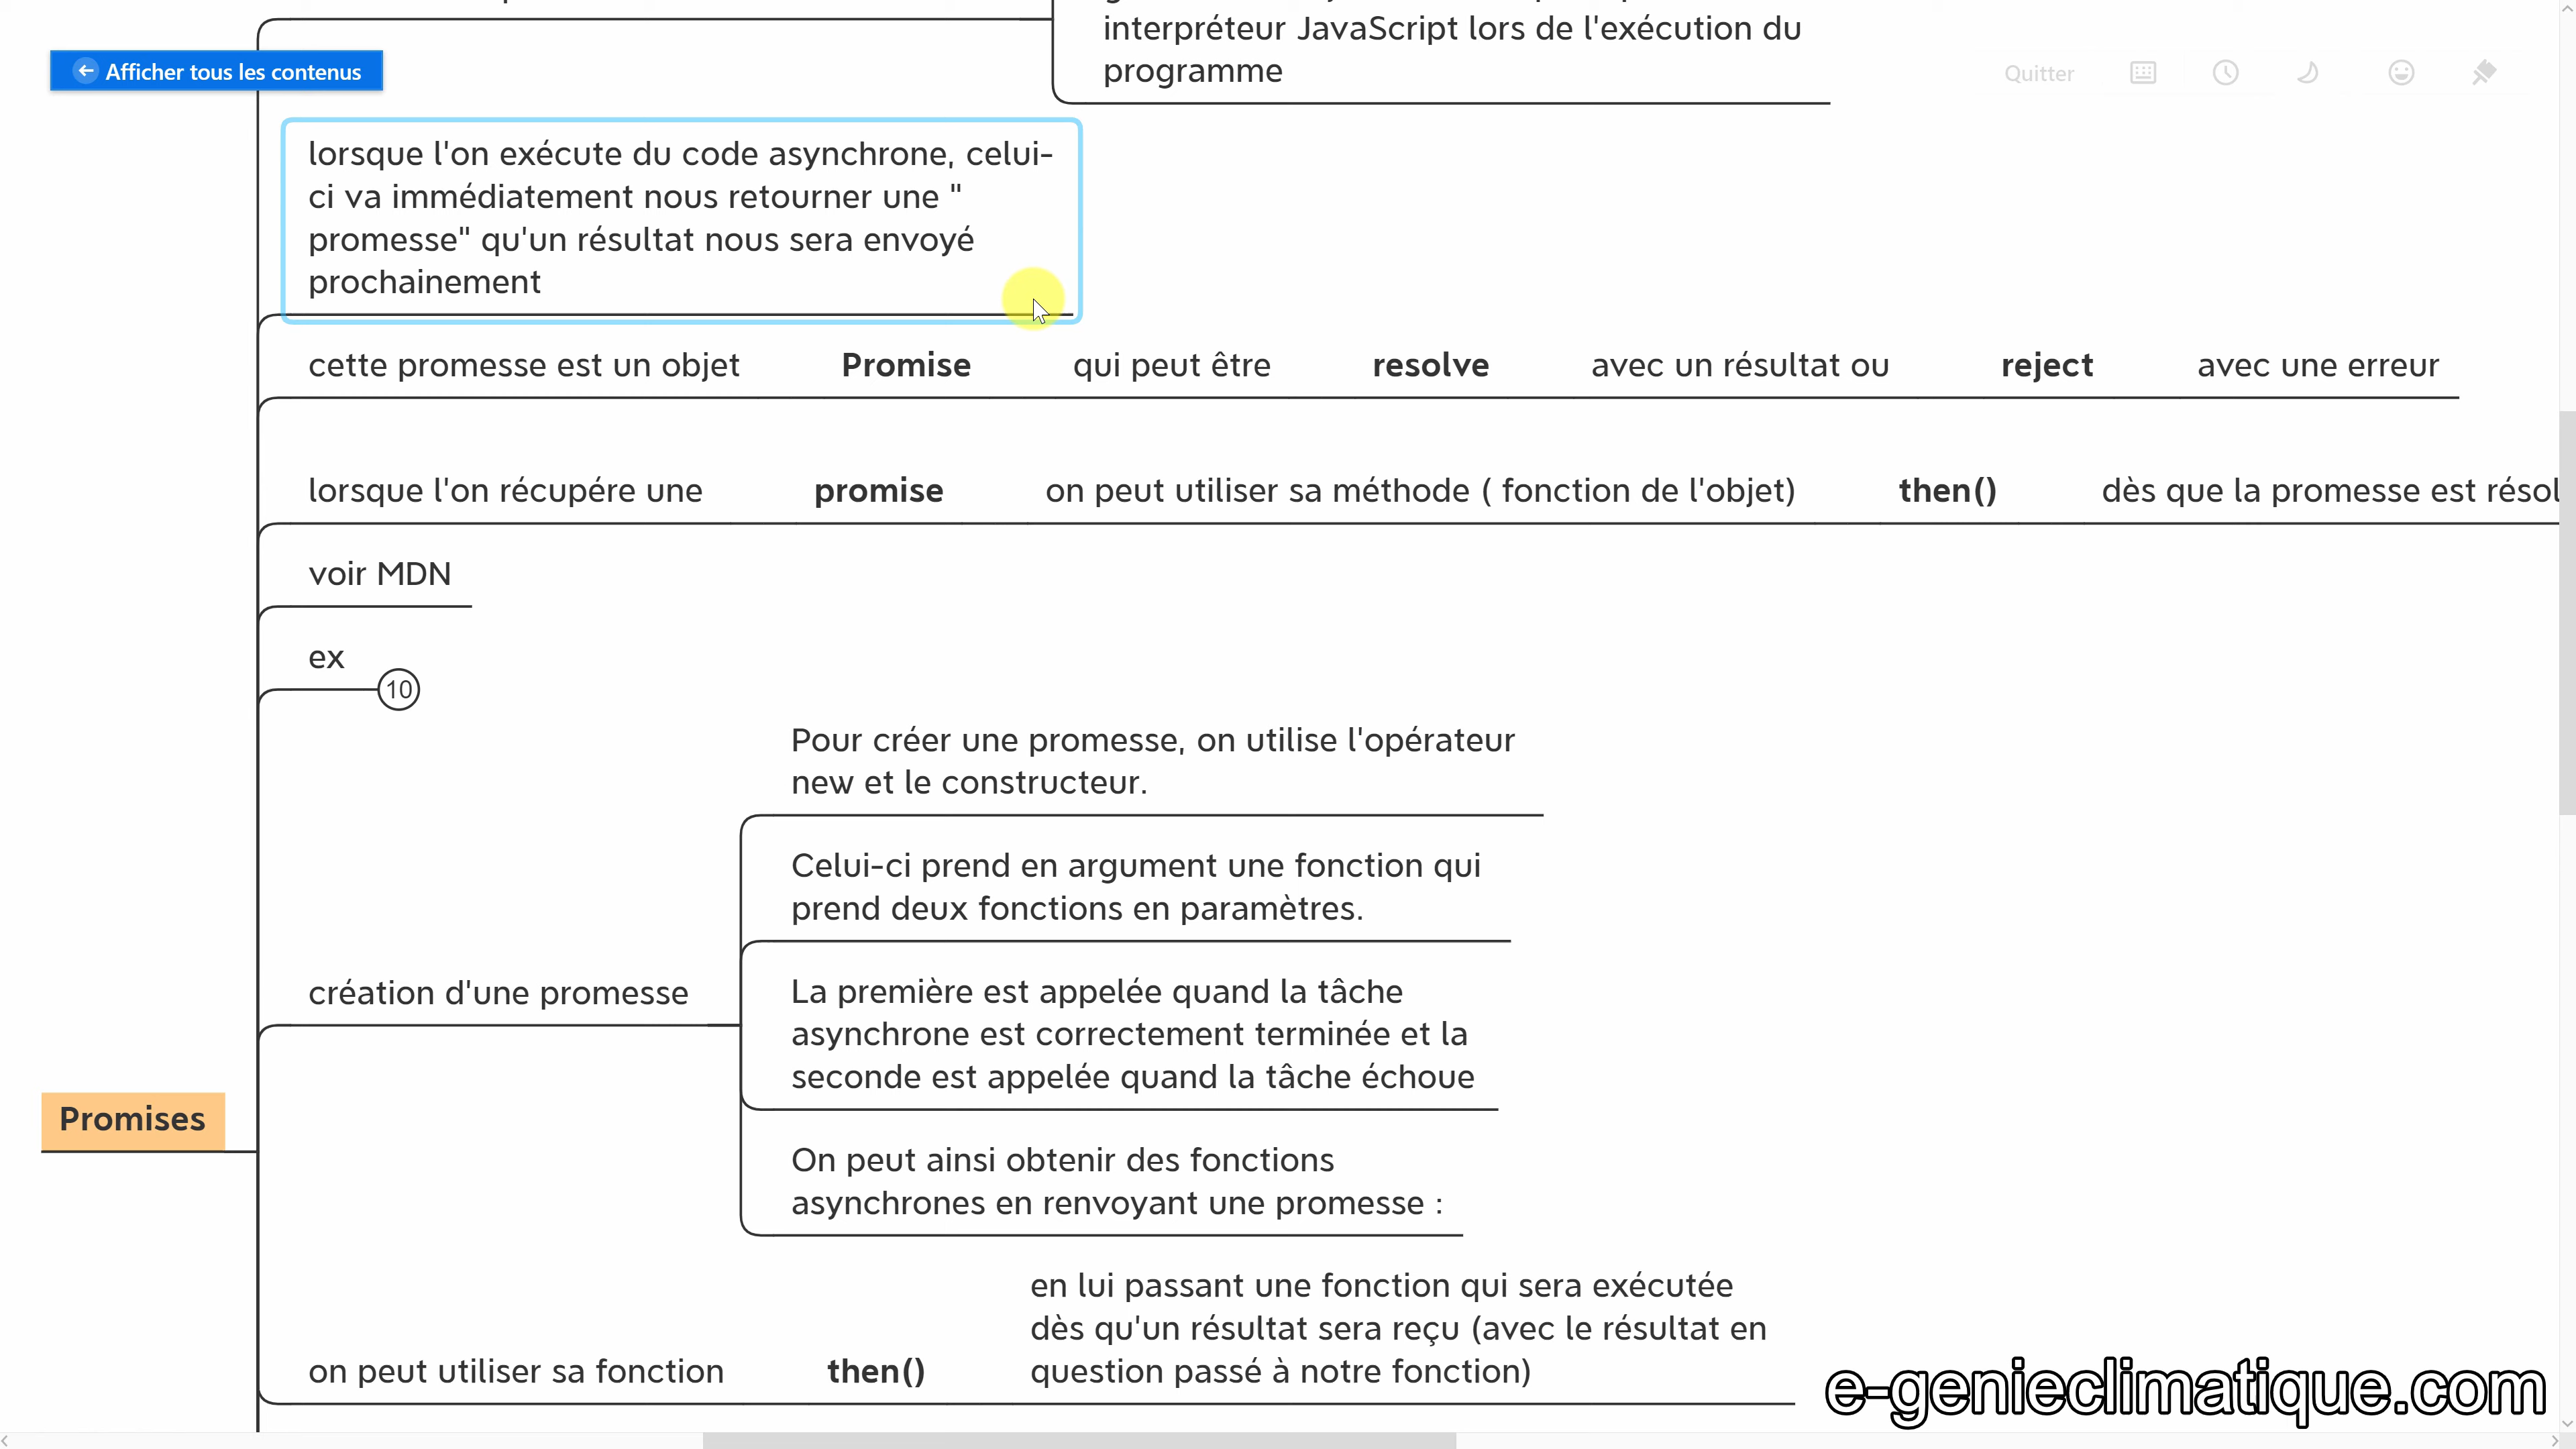 interpréteur JavaScript lors de l'exécution du
programme
Afficher tous les contenus
Quitter
lorsque l'on exécute du code asynchrone, celui-
ci va immédiatement nous retourner une "
promesse" qu'un résultat nous sera envoyé
prochainement
cette promesse est un objet Promise qui peut être resolve avec un résultat ou reject avec une erreur
lorsque l'on récupére une promise on peut utiliser sa méthode ( fonction de l'objet) then() dès que la promesse est résol
voir MDN
ex
10
Pour créer une promesse, on utilise l'opérateur
new et le constructeur.
Celui-ci prend en argument une fonction qui
prend deux fonctions en paramètres.
création d'une promesse
La première est appelée quand la tâche
asynchrone est correctement terminée et la
seconde est appelée quand la tâche échoue
Promises
On peut ainsi obtenir des fonctions
asynchrones en renvoyant une promesse :
en lui passant une fonction qui sera exécutée
dès qu'un résultat sera reçu (avec le résultat en
on peut utiliser sa fonction then() question passé à notre fonction)
e-genieclimatique.com